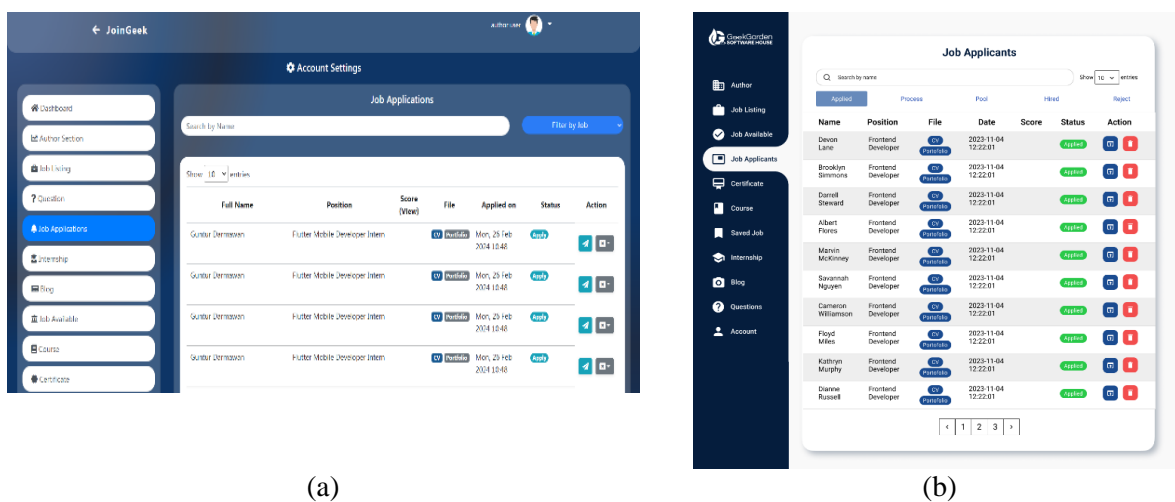 ← JoinGeek
author user
Account Settings
Dashboard
Author Section
Job Listing
? Question
Job Applications
Internship
Blog
Job Available
Course
Certificate
Job Applications
Search by Name
Filter by Job
Show 10 entries
Full Name Position Score (View) File Applied on Status Action
Guntur Dermawan Flutter Mobile Developer Intern CV Portfolio Mon, 26 Feb 2024 10:48 Apply
Guntur Dermawan Flutter Mobile Developer Intern CV Portfolio Mon, 26 Feb 2024 10:48 Apply
Guntur Dermawan Flutter Mobile Developer Intern CV Portfolio Mon, 26 Feb 2024 10:48 Apply
Guntur Dermawan Flutter Mobile Developer Intern CV Portfolio Mon, 26 Feb 2024 10:48 Apply
(a)
GeekGarden
SOFTWARE HOUSE
Author
Job Listing
Job Available
Job Applicants
Certificate
Course
Saved Job
Internship
Blog
Questions
Account
Job Applicants
Search by name
Show 10 entries
Applied Process Pool Hired Reject
Name Position File Date Score Status Action
Devon Lane Frontend Developer CV Portofolio 2023-11-04 12:22:01 Applied
Brooklyn Simmons Frontend Developer CV Portofolio 2023-11-04 12:22:01 Applied
Darrell Steward Frontend Developer CV Portofolio 2023-11-04 12:22:01 Applied
Albert Flores Frontend Developer CV Portofolio 2023-11-04 12:22:01 Applied
Marvin McKinney Frontend Developer CV Portofolio 2023-11-04 12:22:01 Applied
Savannah Nguyen Frontend Developer CV Portofolio 2023-11-04 12:22:01 Applied
Cameron Williamson Frontend Developer CV Portofolio 2023-11-04 12:22:01 Applied
Floyd Miles Frontend Developer CV Portofolio 2023-11-04 12:22:01 Applied
Kathryn Murphy Frontend Developer CV Portofolio 2023-11-04 12:22:01 Applied
Dianne Russell Frontend Developer CV Portofolio 2023-11-04 12:22:01 Applied
‹ 1 2 3 ›
(b)